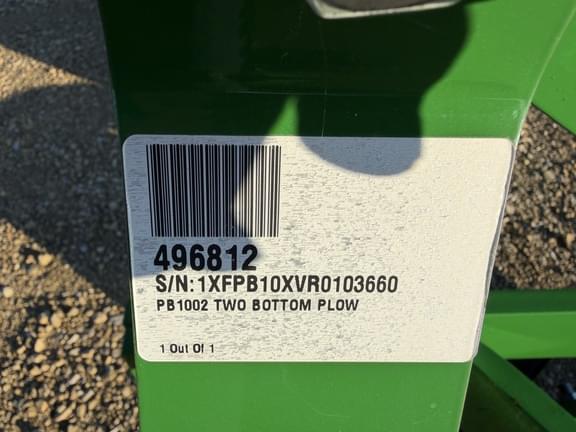 496812
S/N:1XFPB10XVR0103660
PB1002 TWO BOTTOM PLOW
1 Out Of 1